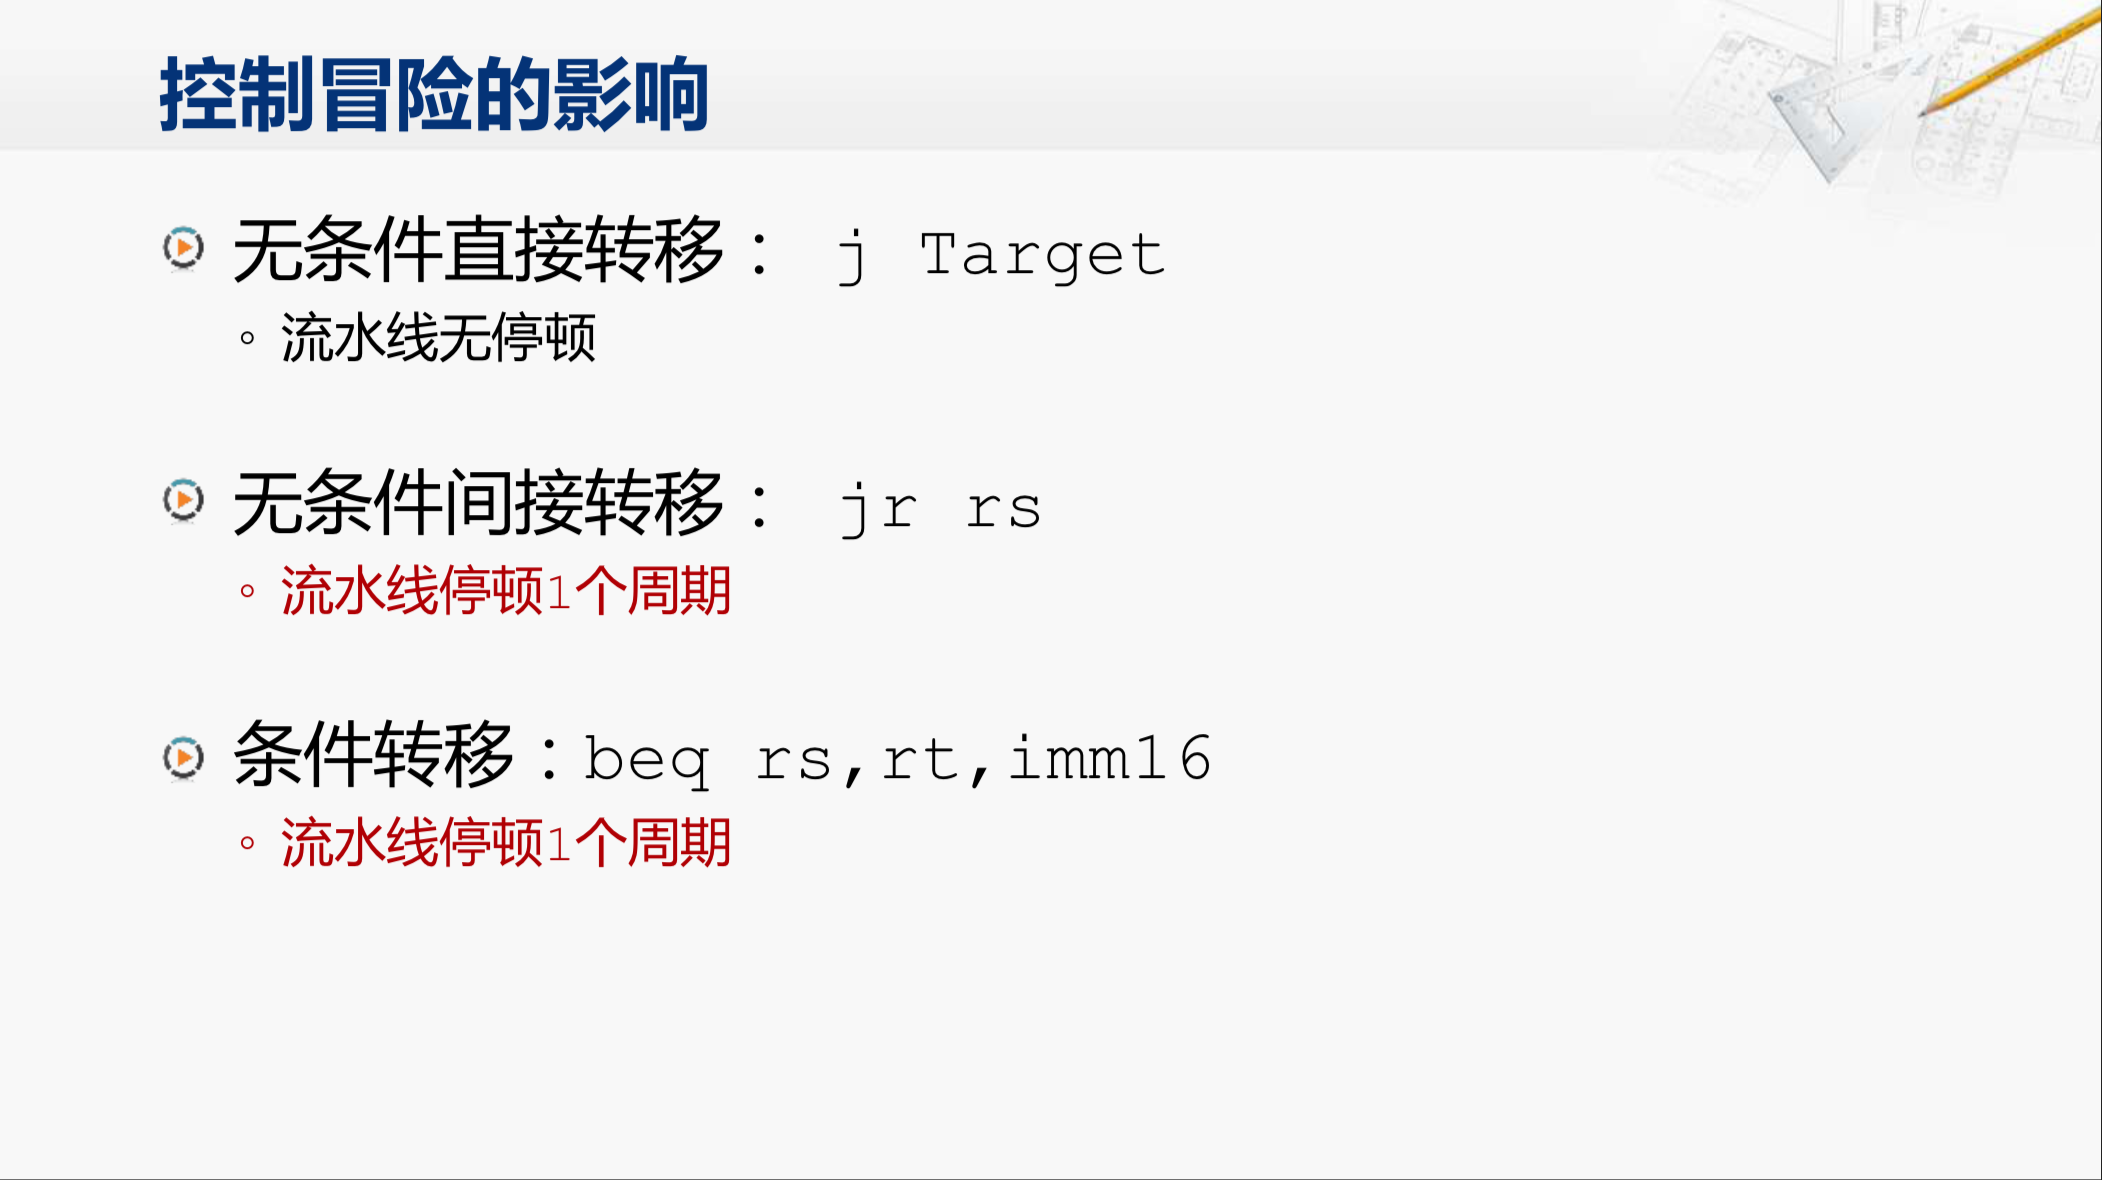 控制冒险的影响
无条件直接转移： j Target
◦ 流水线无停顿
无条件间接转移： jr rs
◦ 流水线停顿1个周期
条件转移：beq rs,rt,imm16
◦ 流水线停顿1个周期